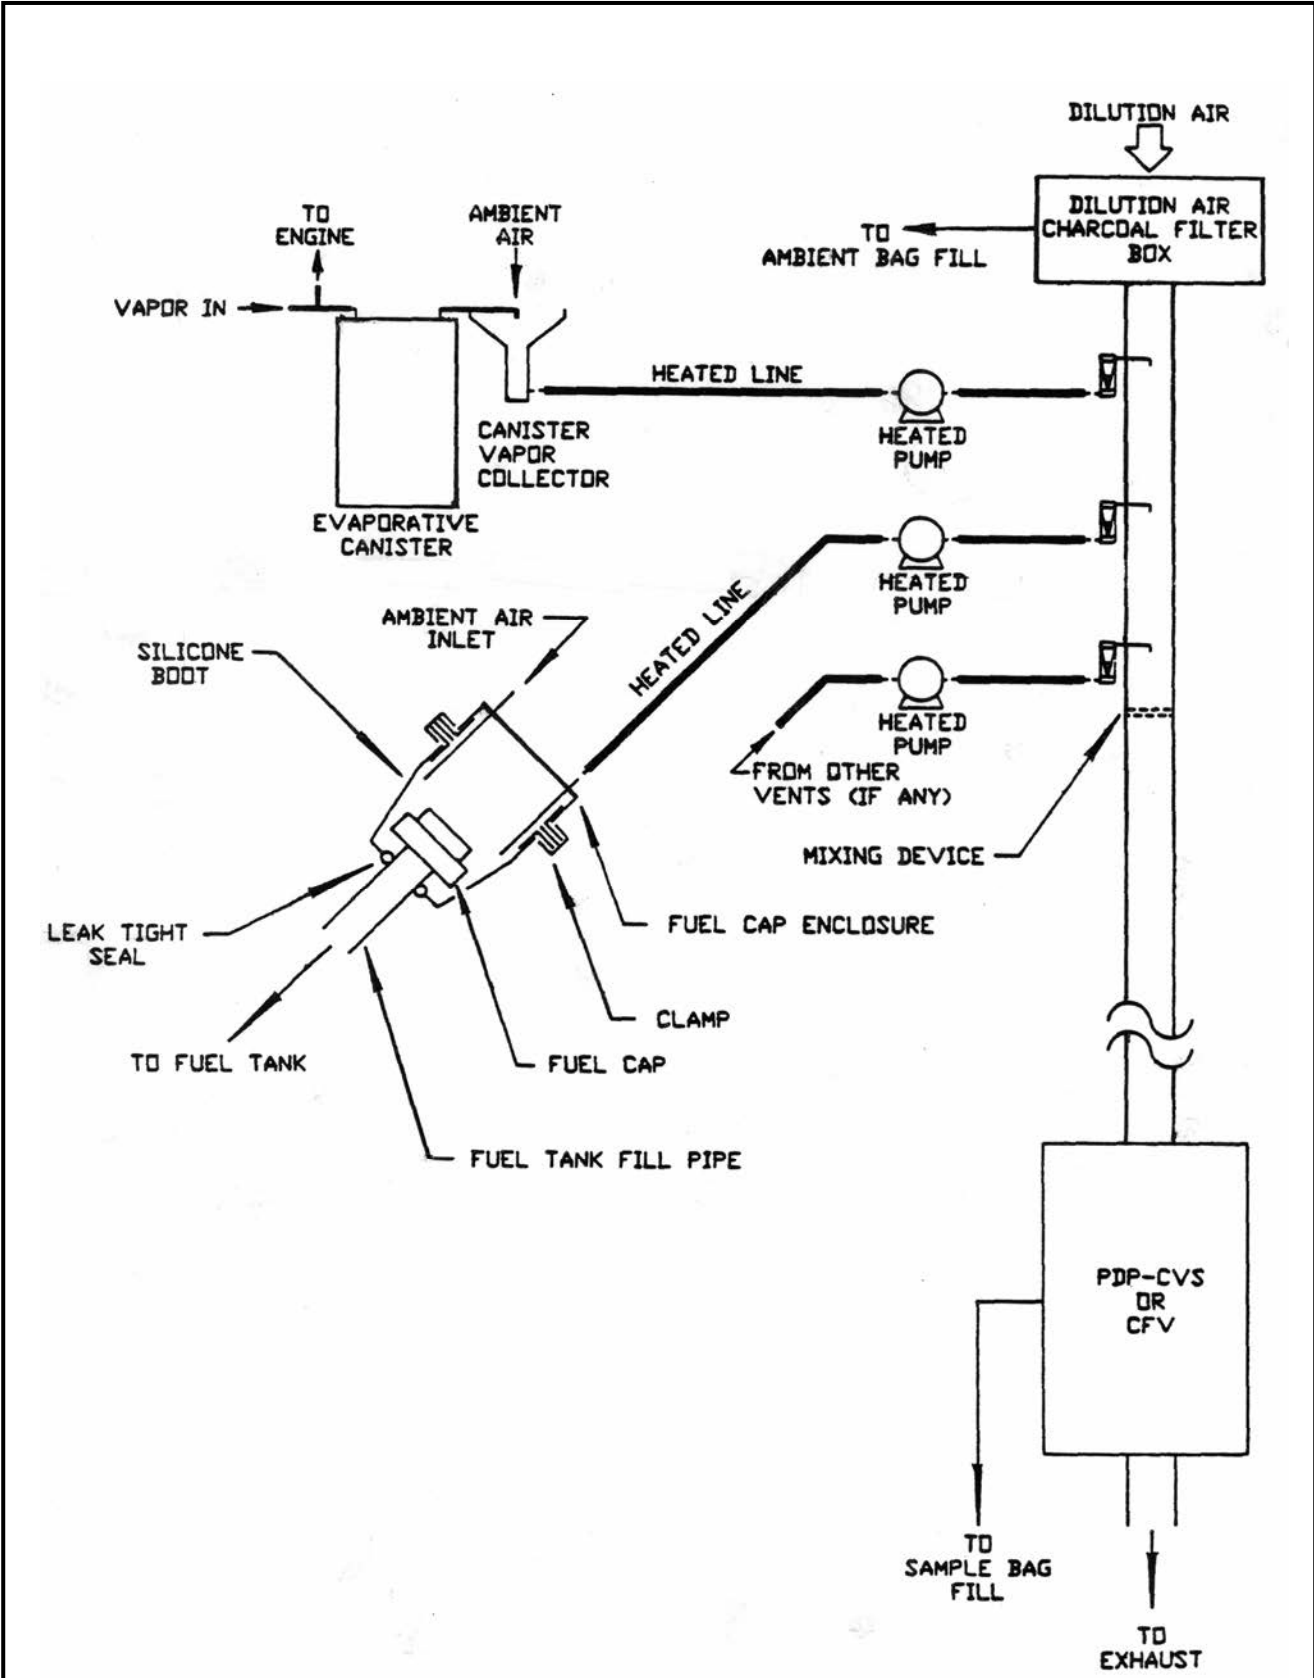 DILUTION AIR
DILUTION AIR
CHARCOAL FILTER
BOX
TO
AMBIENT BAG FILL
TO
ENGINE
AMBIENT
AIR
VAPOR IN
HEATED LINE
HEATED
PUMP
CANISTER
VAPOR
COLLECTOR
EVAPORATIVE
CANISTER
HEATED
PUMP
HEATED LINE
AMBIENT AIR
INLET
SILICONE
BOOT
HEATED
PUMP
FROM OTHER
VENTS (IF ANY)
MIXING DEVICE
FUEL CAP ENCLOSURE
LEAK TIGHT
SEAL
CLAMP
TO FUEL TANK
FUEL CAP
FUEL TANK FILL PIPE
PDP-CVS
OR
CFV
TO
SAMPLE BAG
FILL
TO
EXHAUST